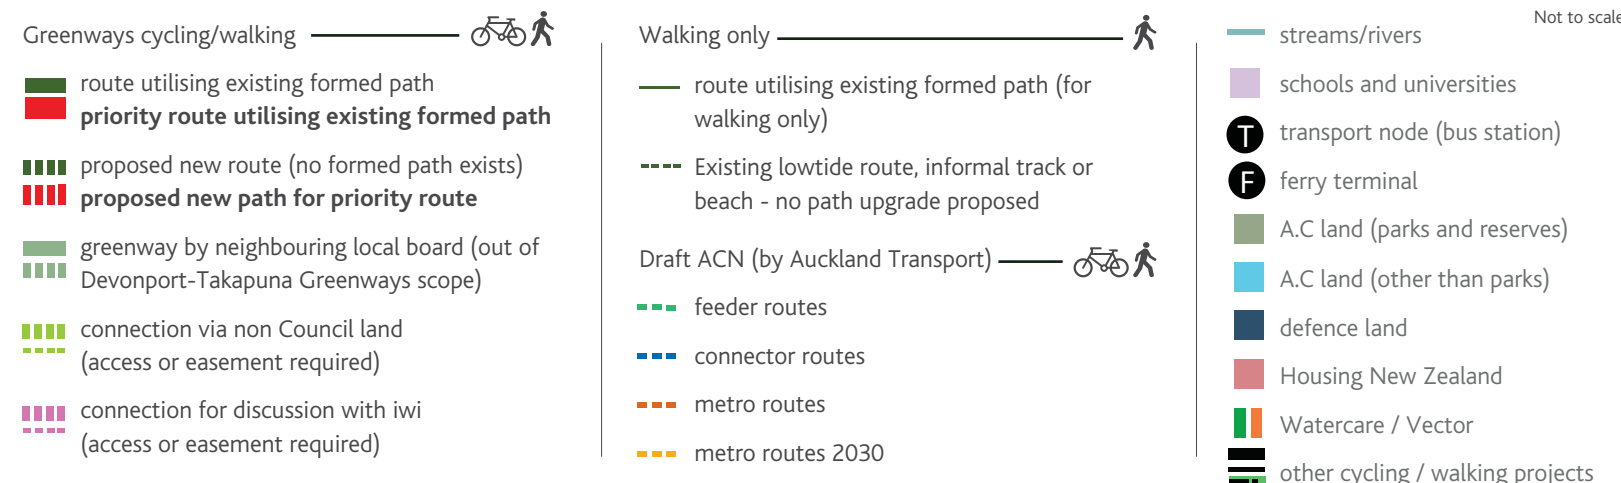 Greenways cycling/walking
route utilising existing formed path
priority route utilising existing formed path
proposed new route (no formed path exists)
proposed new path for priority route
greenway by neighbouring local board (out of
Devonport-Takapuna Greenways scope)
connection via non Council land
(access or easement required)
connection for discussion with iwi
(access or easement required)
Walking only
route utilising existing formed path (for
walking only)
Existing lowtide route, informal track or
beach - no path upgrade proposed
Draft ACN (by Auckland Transport)
feeder routes
connector routes
metro routes
metro routes 2030
Not to scale
streams/rivers
schools and universities
T transport node (bus station)
F ferry terminal
A.C land (parks and reserves)
A.C land (other than parks)
defence land
Housing New Zealand
Watercare / Vector
other cycling / walking projects